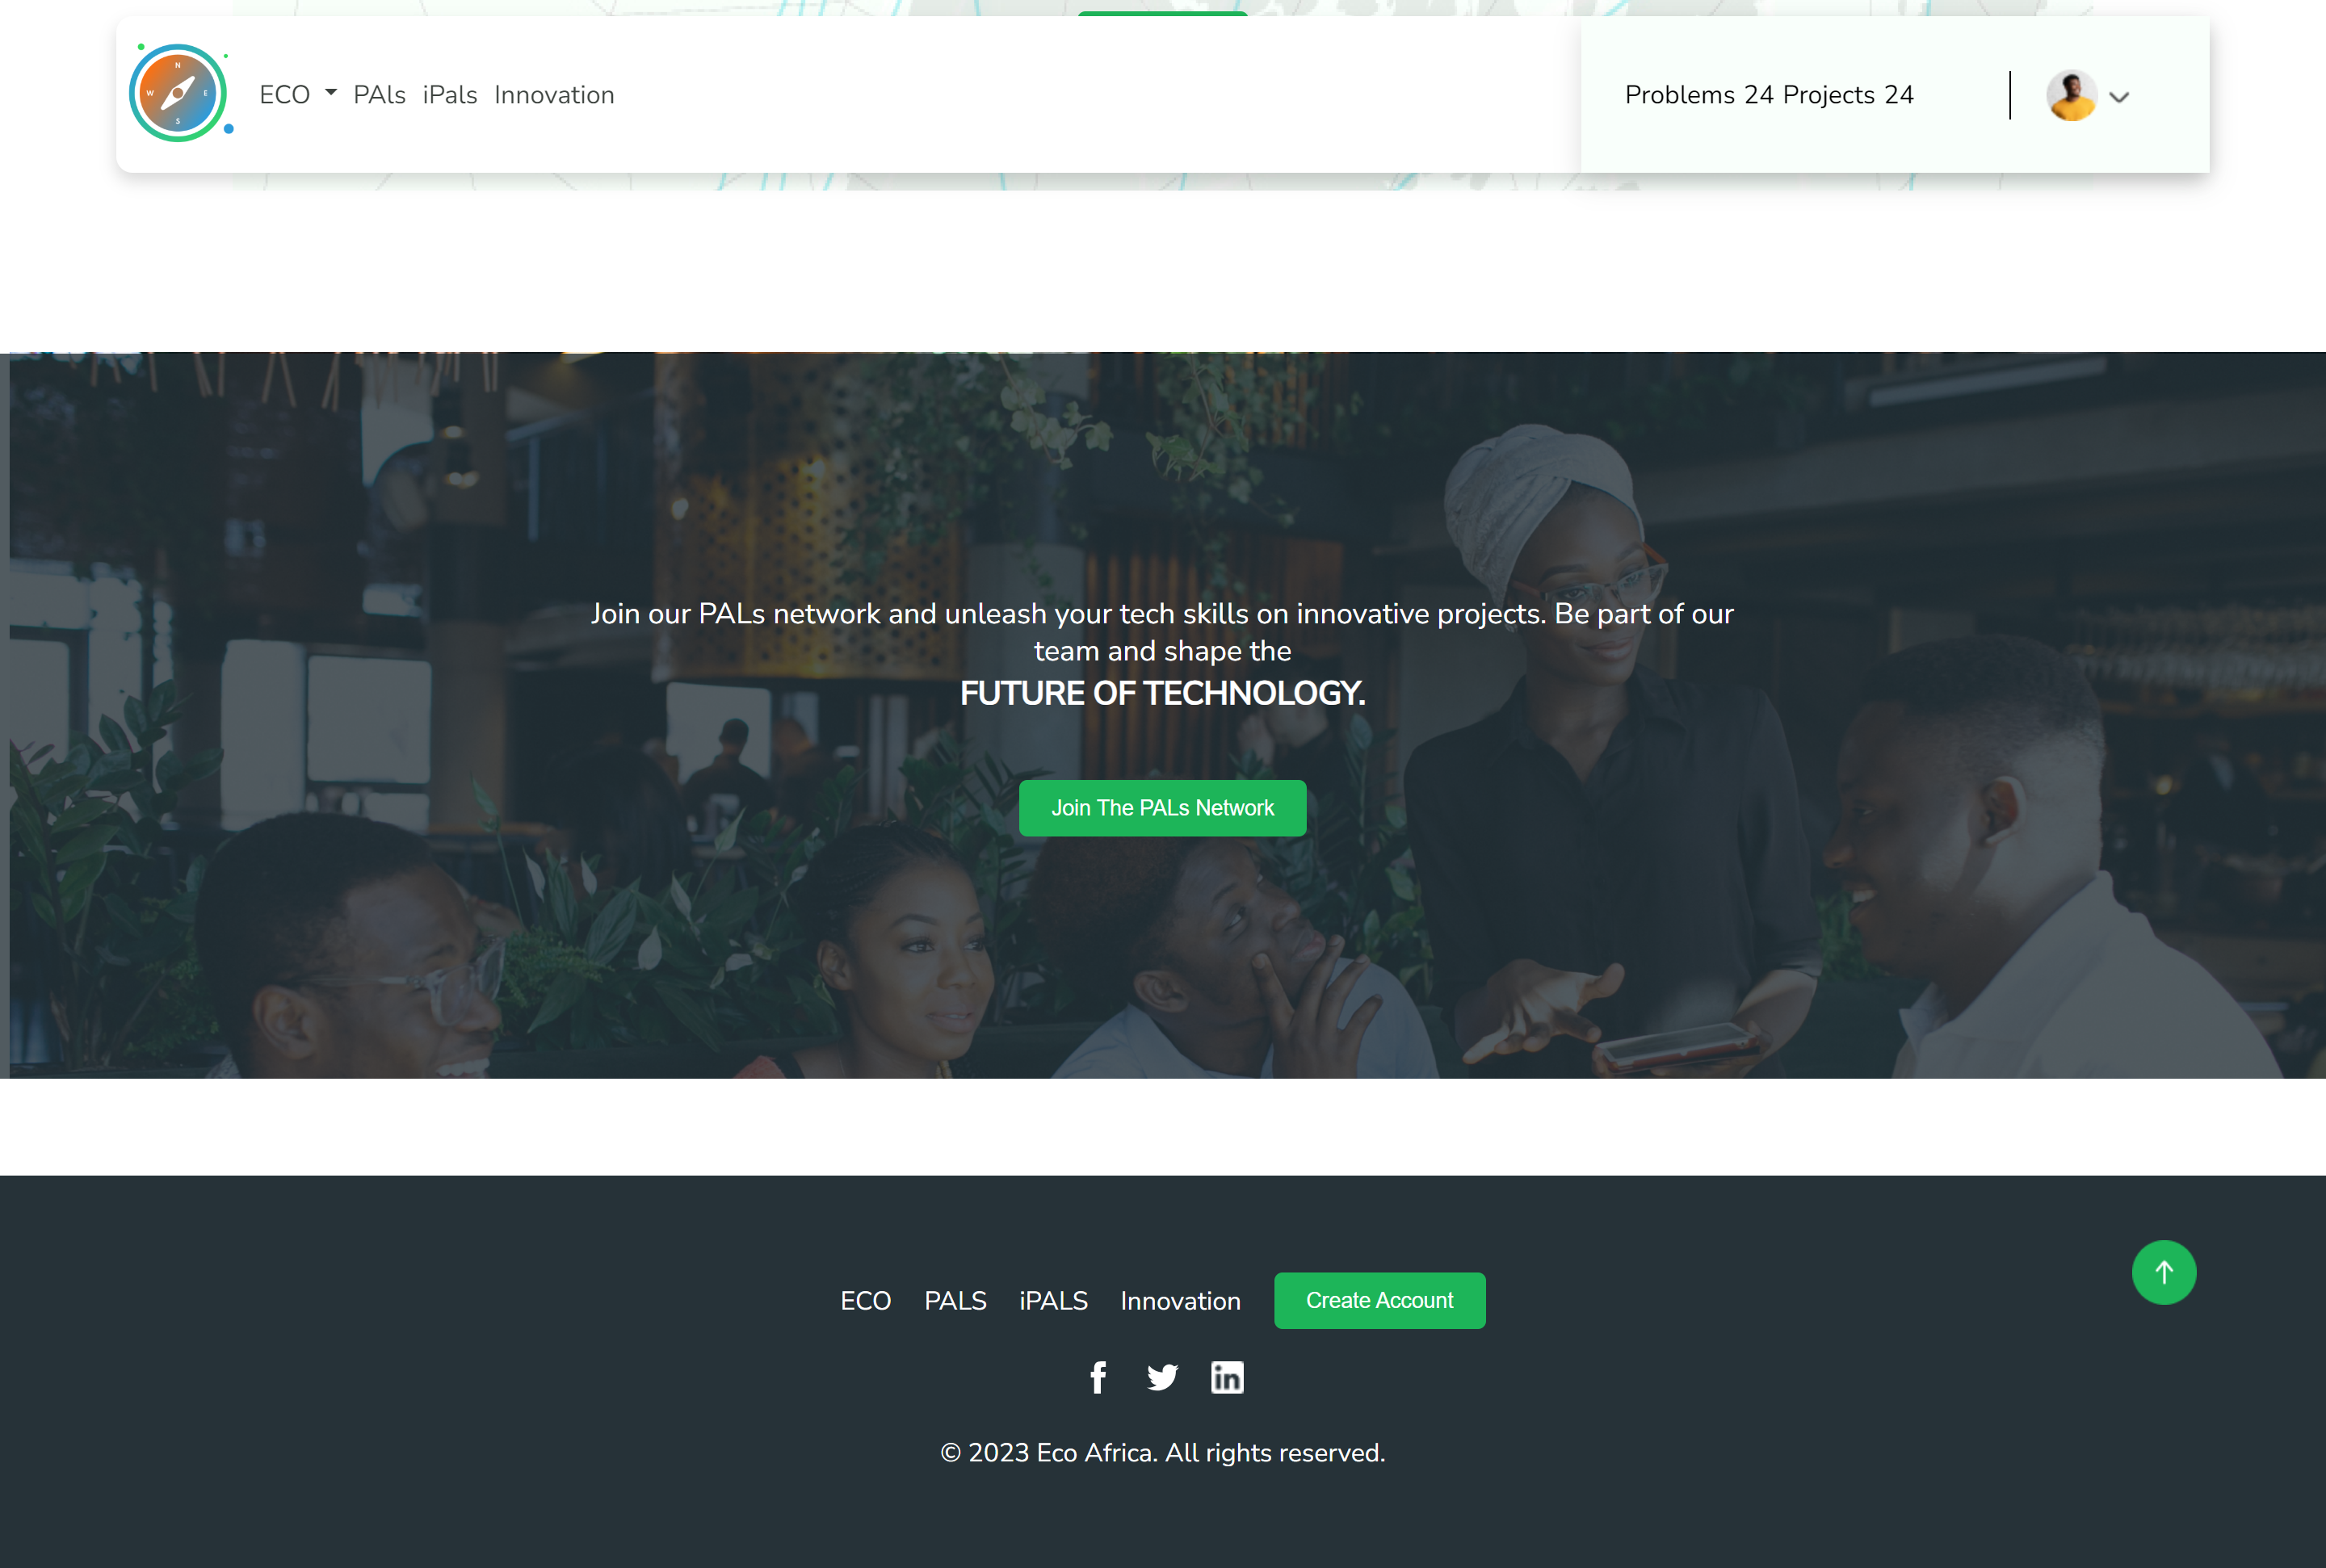 N
W E
S
ECO PAls iPals Innovation
Problems 24 Projects 24
Join our PALs network and unleash your tech skills on innovative projects. Be part of our
team and shape the
FUTURE OF TECHNOLOGY.
Join The PALs Network
ECO PALS iPALS Innovation Create Account
f in
© 2023 Eco Africa. All rights reserved.